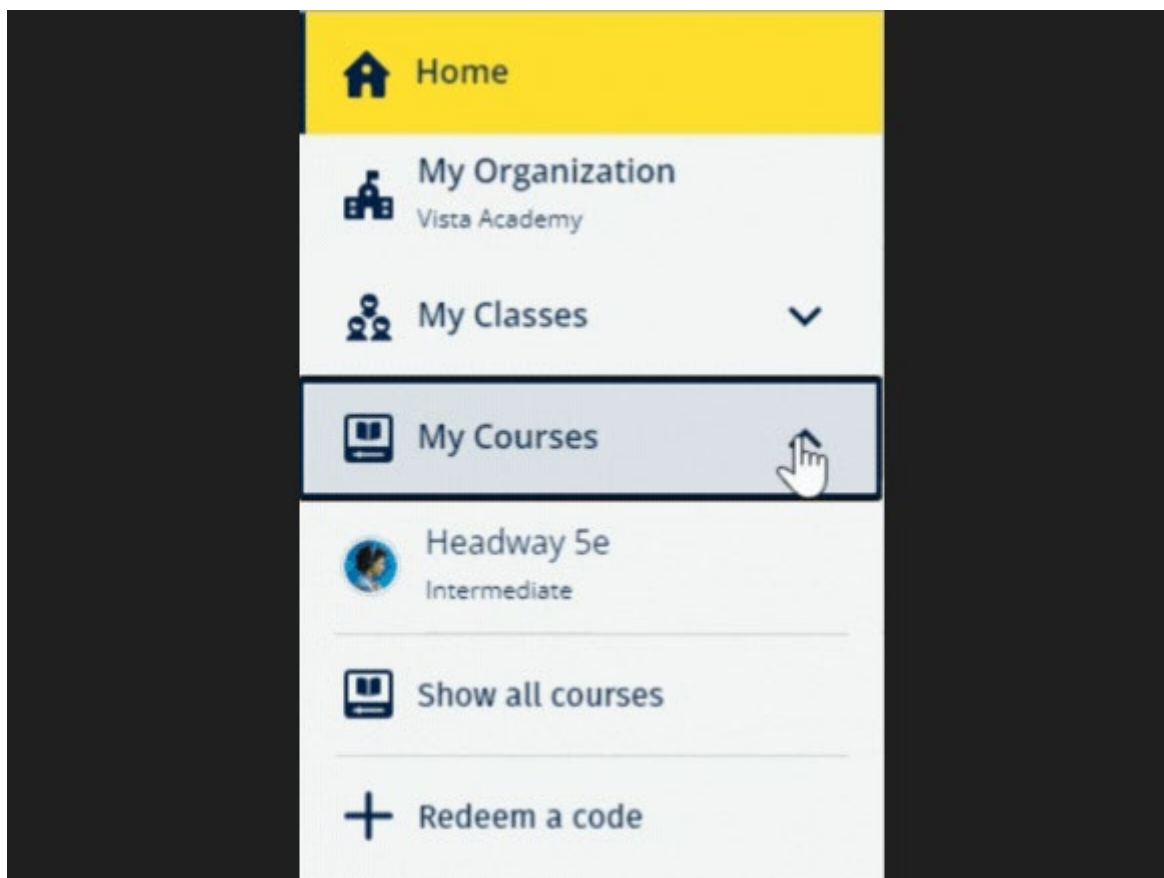 Home
My Organization
Vista Academy
My Classes
My Courses
Headway 5e
Intermediate
Show all courses
Redeem a code